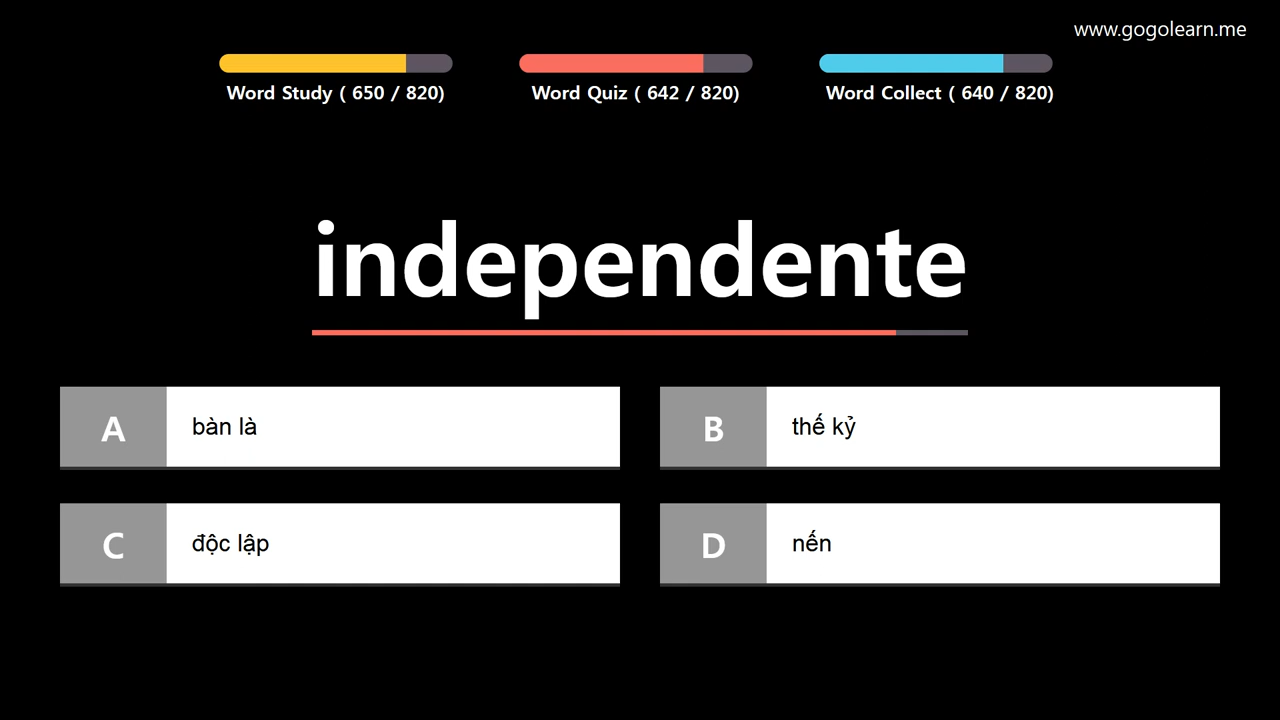 www.gogolearn.me
Word Study ( 650 / 820)
Word Quiz ( 642 / 820)
Word Collect ( 640 / 820)
independente
A bàn là
B thế kỷ
C độc lập
D nến